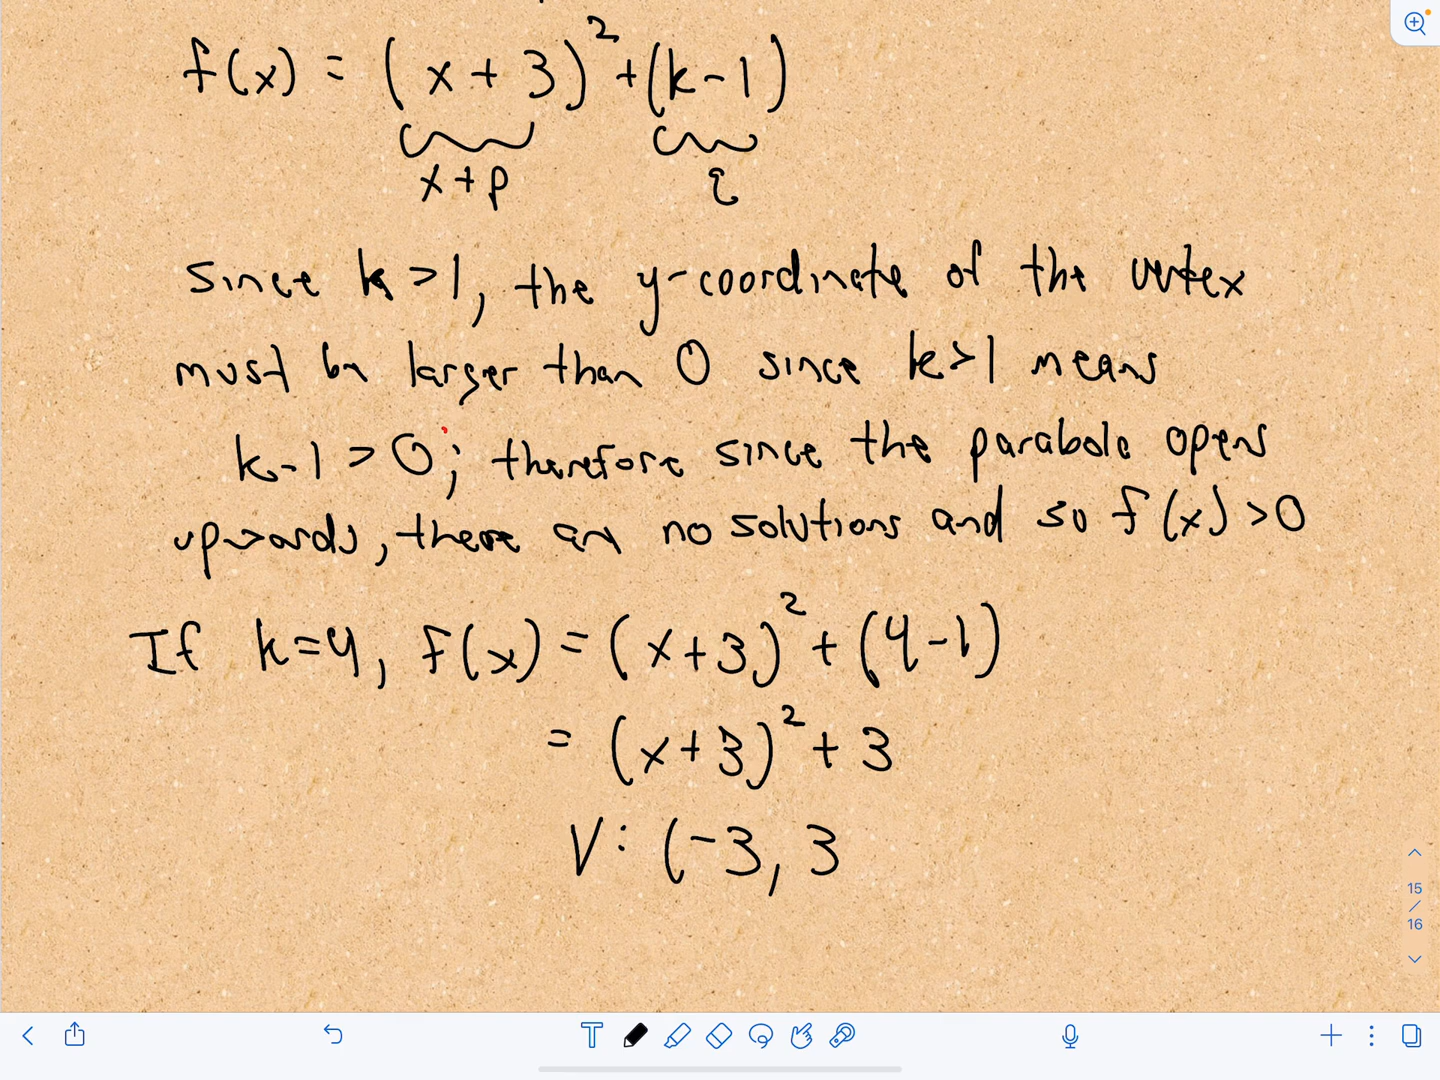 f(x) = (x+3)² + (k-1)
x+p q
Since k >1, the y-coordinate of the vertex
must be larger than 0 since k>1 means
k-1 > 0; therefore since the parabola opens
upwards, there are no solutions and so f(x) >0
If k=4, f(x) = (x+3)² + (4-1)
= (x+3)² + 3
V: (-3, 3
15
/
16
T